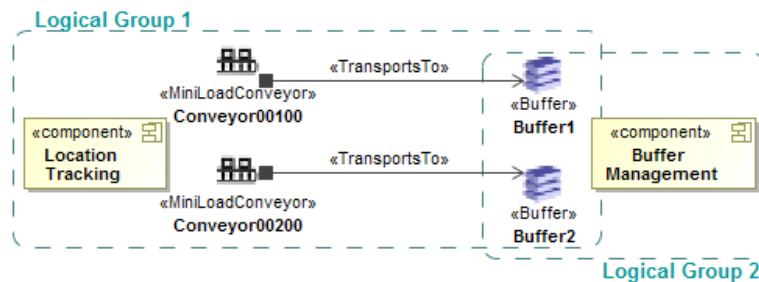 Logical Group 1
«TransportsTo»
«MiniLoadConveyor»
Conveyor00100
«Buffer»
Buffer1
«component»
Location
Tracking
«component»
Buffer
Management
«TransportsTo»
«MiniLoadConveyor»
Conveyor00200
«Buffer»
Buffer2
Logical Group 2